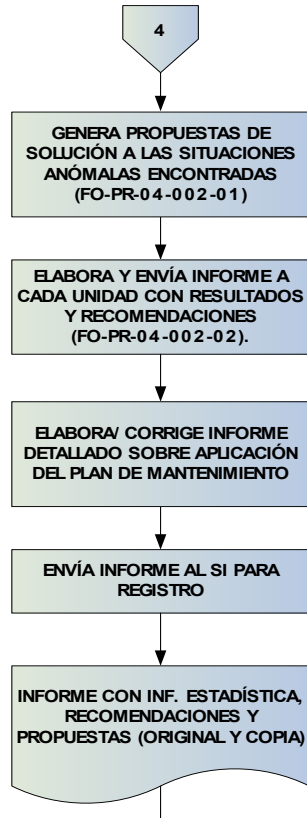 4
GENERA PROPUESTAS DE
SOLUCIÓN A LAS SITUACIONES
ANÓMALAS ENCONTRADAS
(FO-PR-04-002-01)
ELABORA Y ENVÍA INFORME A
CADA UNIDAD CON RESULTADOS
Y RECOMENDACIONES
(FO-PR-04-002-02).
ELABORA/ CORRIGE INFORME
DETALLADO SOBRE APLICACIÓN
DEL PLAN DE MANTENIMIENTO
ENVÍA INFORME AL SI PARA
REGISTRO
INFORME CON INF. ESTADÍSTICA,
RECOMENDACIONES Y
PROPUESTAS (ORIGINAL Y COPIA)